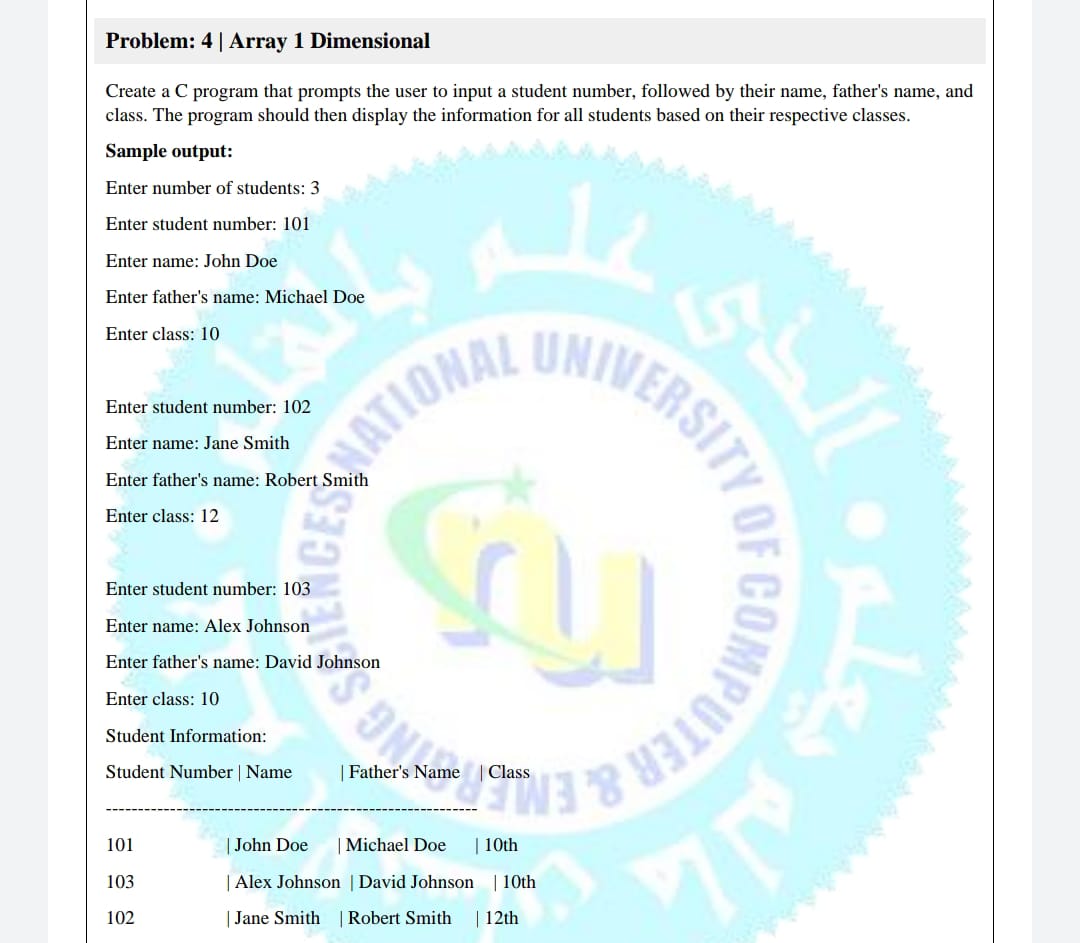 Problem: 4 | Array 1 Dimensional
Create a C program that prompts the user to input a student number, followed by their name, father's name, and
class. The program should then display the information for all students based on their respective classes.
Sample output:
Enter number of students: 3
Enter student number: 101
Enter name: John Doe
Enter father's name: Michael Doe
Enter class: 10
Enter student number: 102
Enter name: Jane Smith
Enter father's name: Robert Smith
Enter class: 12
Enter student number: 103
Enter name: Alex Johnson
Enter father's name: David Johnson
Enter class: 10
Student Information:
Student Number | Name | Father's Name | Class
--------------------------------------------------------
101 | John Doe | Michael Doe | 10th
103 | Alex Johnson | David Johnson | 10th
102 | Jane Smith | Robert Smith | 12th
NATIONAL UNIVERSITY OF COMPUTER & EMERGING SCIENCES
nu